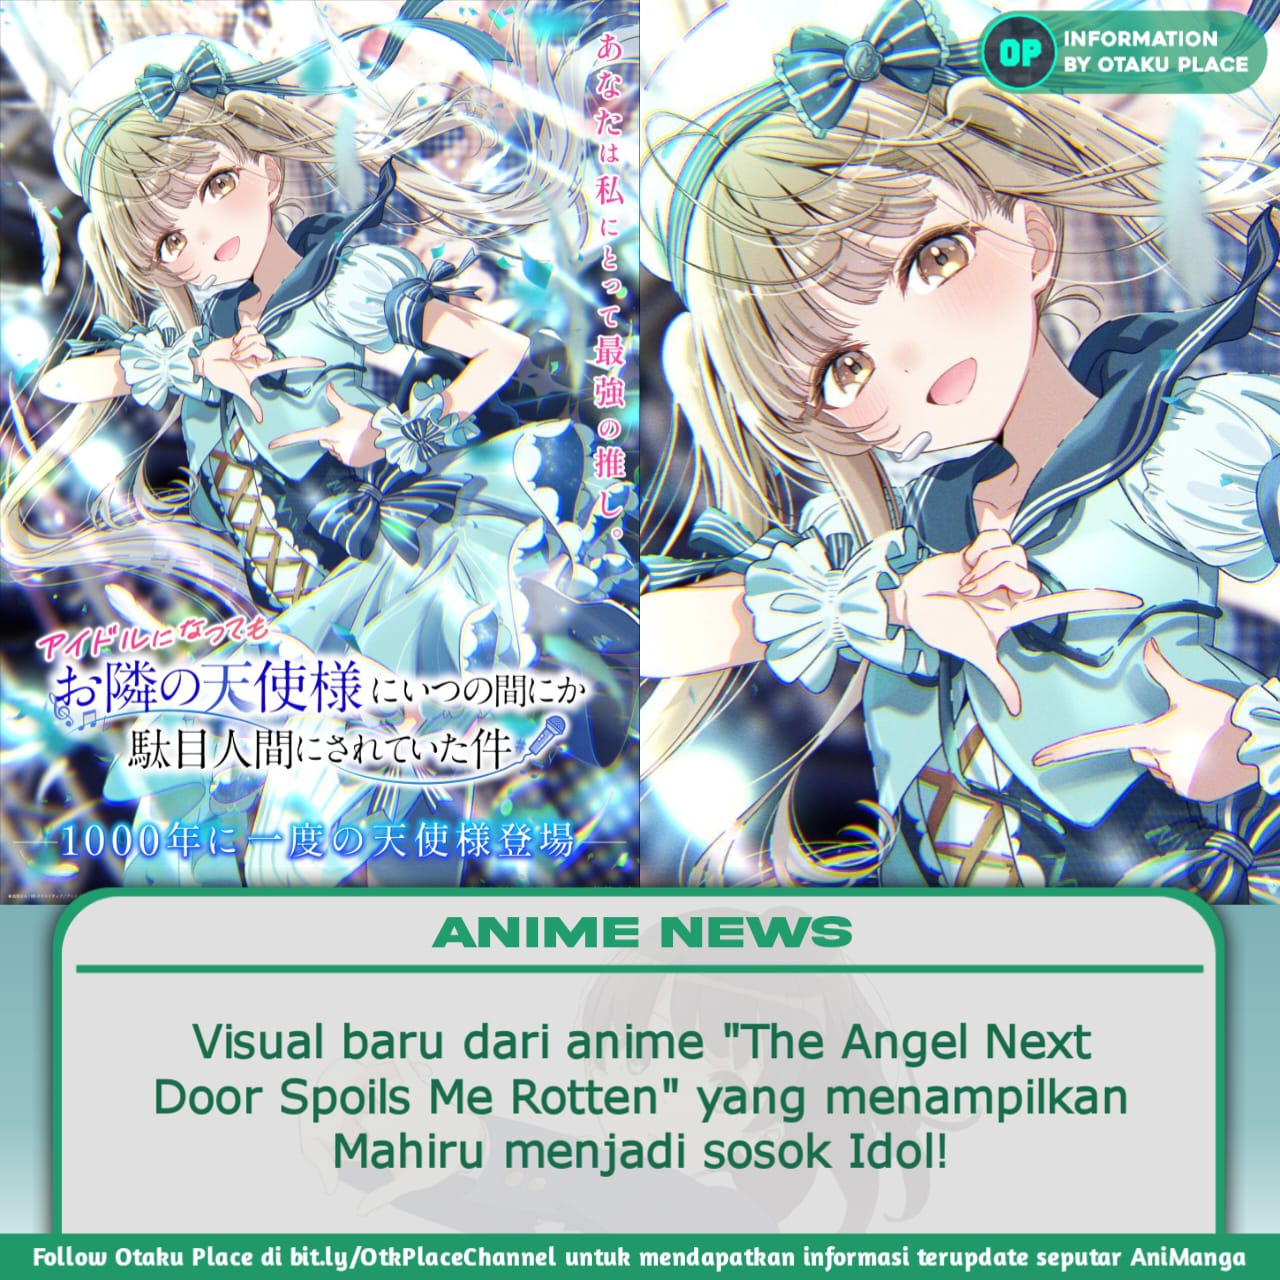 OP
INFORMATION
BY OTAKU PLACE
あなたは私にとって最強の推し。
アイドルになっても
お隣の天使様にいつの間にか
駄目人間にされていた件
1000年に一度の天使様登場
ANIME NEWS
Visual baru dari anime "The Angel Next
Door Spoils Me Rotten" yang menampilkan
Mahiru menjadi sosok Idol!
Follow Otaku Place di bit.ly/OtkPlaceChannel untuk mendapatkan informasi terupdate seputar AniManga